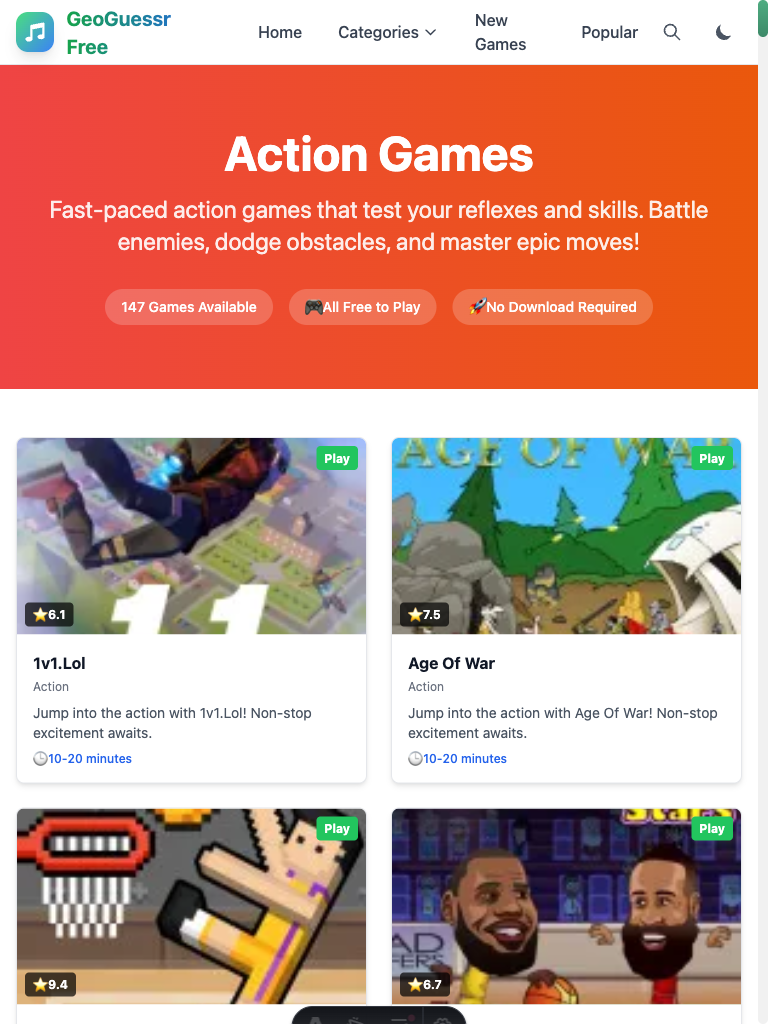 GeoGuessr
Free
Home
Categories
New
Games
Popular
Action Games
Fast-paced action games that test your reflexes and skills. Battle
enemies, dodge obstacles, and master epic moves!
147 Games Available
🎮All Free to Play
🚀No Download Required
Play
11
⭐6.1
AGE OF WAR
Play
⭐7.5
1v1.Lol
Action
Jump into the action with 1v1.Lol! Non-stop
excitement awaits.
🕒10-20 minutes
Age Of War
Action
Jump into the action with Age Of War! Non-stop
excitement awaits.
🕒10-20 minutes
Play
⭐9.4
Stars
Play
⭐6.7